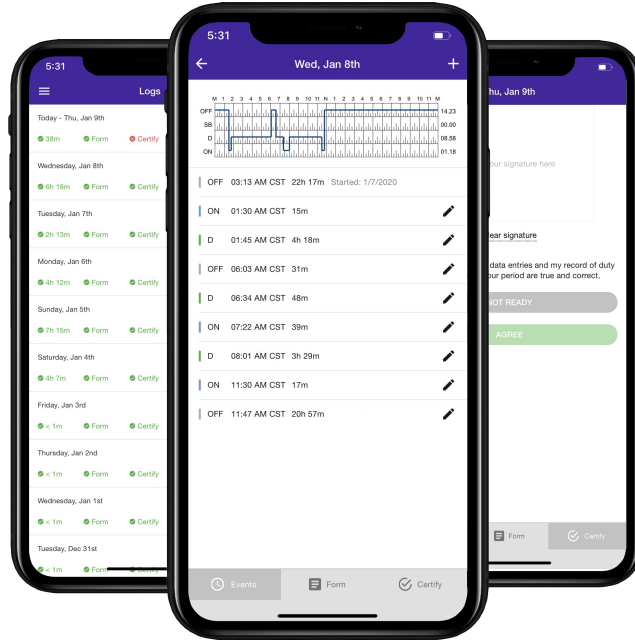 5:31
Logs
Today - Thu, Jan 9th
38m Form Certify
Wednesday, Jan 8th
6h 16m Form Certify
Tuesday, Jan 7th
2h 13m Form Certify
Monday, Jan 6th
4h 12m Form Certify
Sunday, Jan 5th
7h 15m Form Certify
Saturday, Jan 4th
4h 7m Form Certify
Friday, Jan 3rd
< 1m Form Certify
Thursday, Jan 2nd
< 1m Form Certify
Wednesday, Jan 1st
< 1m Form Certify
Tuesday, Dec 31st
< 1m Form Certify
5:31
Wed, Jan 8th
M 1 2 3 4 5 6 7 8 9 10 11 N 1 2 3 4 5 6 7 8 9 10 11 M
OFF 14.23
SB 00.00
D 08.58
ON 01.18
OFF 03:13 AM CST 22h 17m Started: 1/7/2020
ON 01:30 AM CST 15m
D 01:45 AM CST 4h 18m
OFF 06:03 AM CST 31m
D 06:34 AM CST 48m
ON 07:22 AM CST 39m
D 08:01 AM CST 3h 29m
ON 11:30 AM CST 17m
OFF 11:47 AM CST 20h 57m
Events Form Certify
hu, Jan 9th
our signature here
lear signature
data entries and my record of duty
our period are true and correct.
NOT READY
AGREE
Form Certify